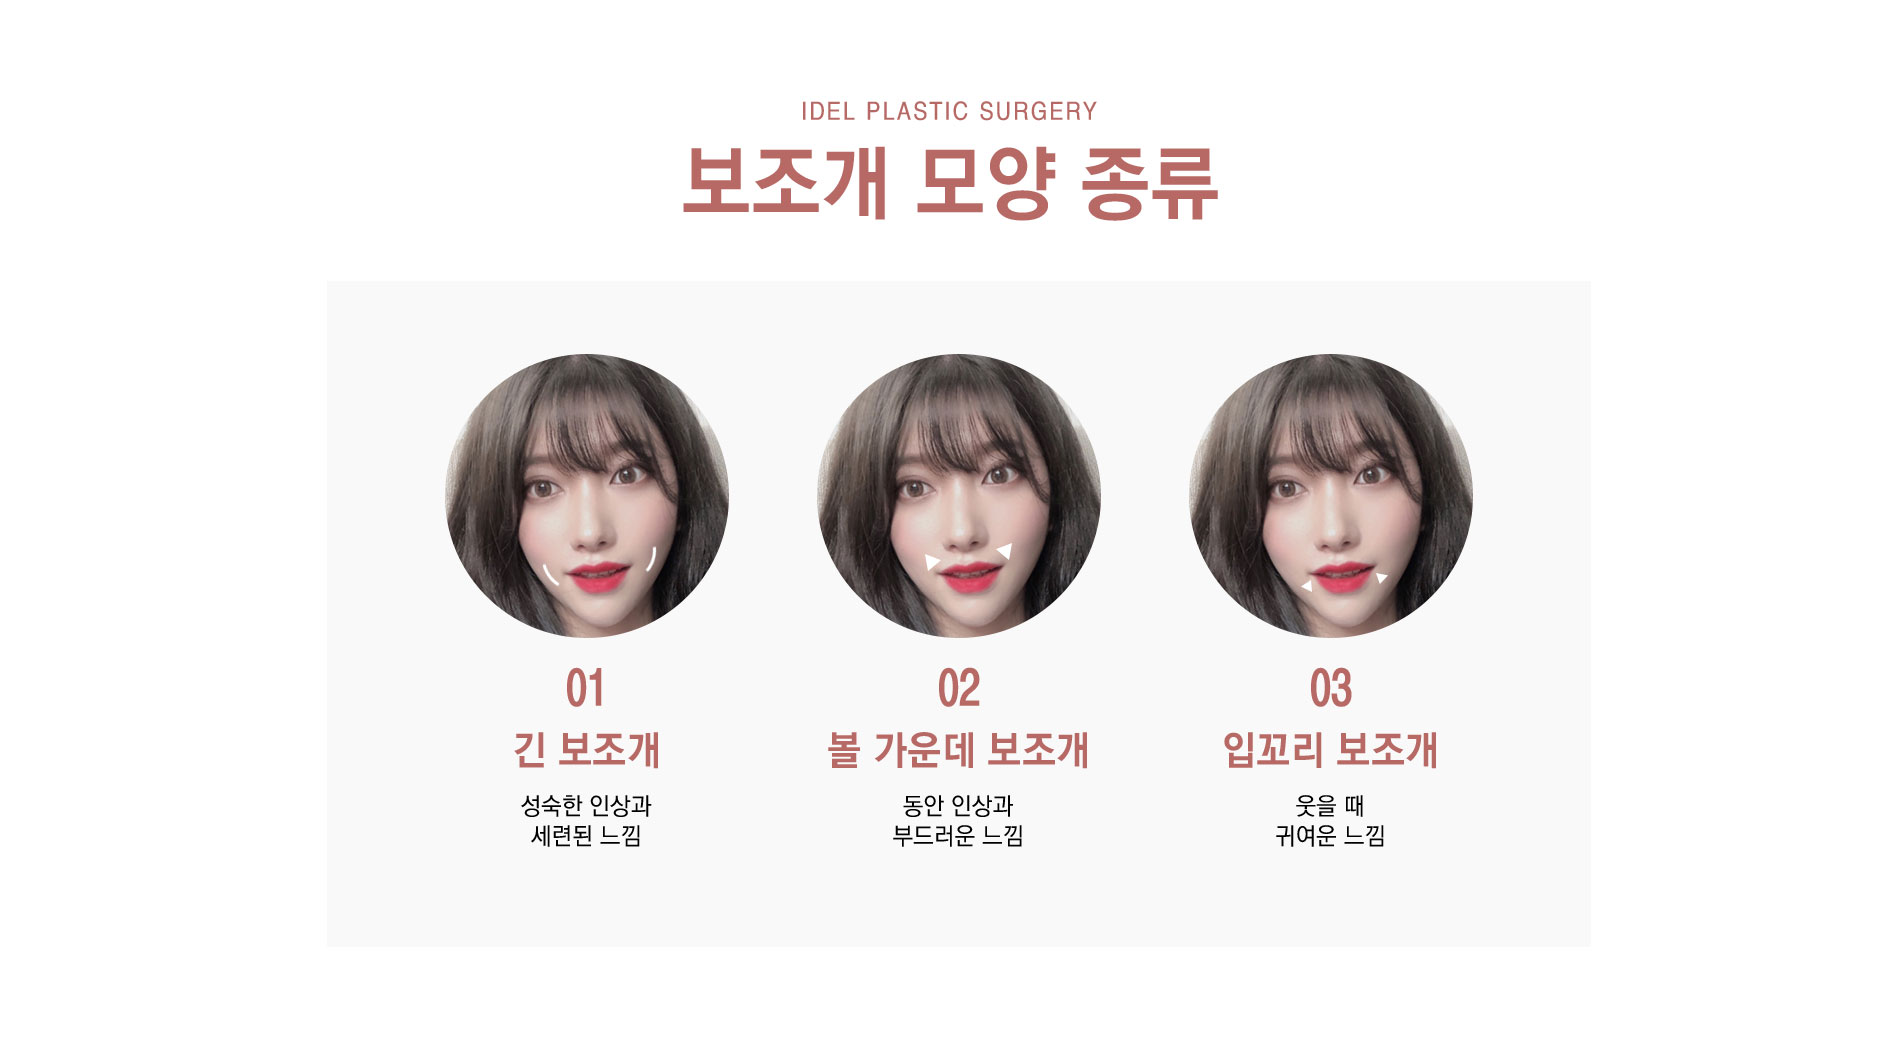 IDEL PLASTIC SURGERY
보조개 모양 종류
01
긴 보조개
성숙한 인상과
세련된 느낌
02
볼 가운데 보조개
동안 인상과
부드러운 느낌
03
입꼬리 보조개
웃을 때
귀여운 느낌